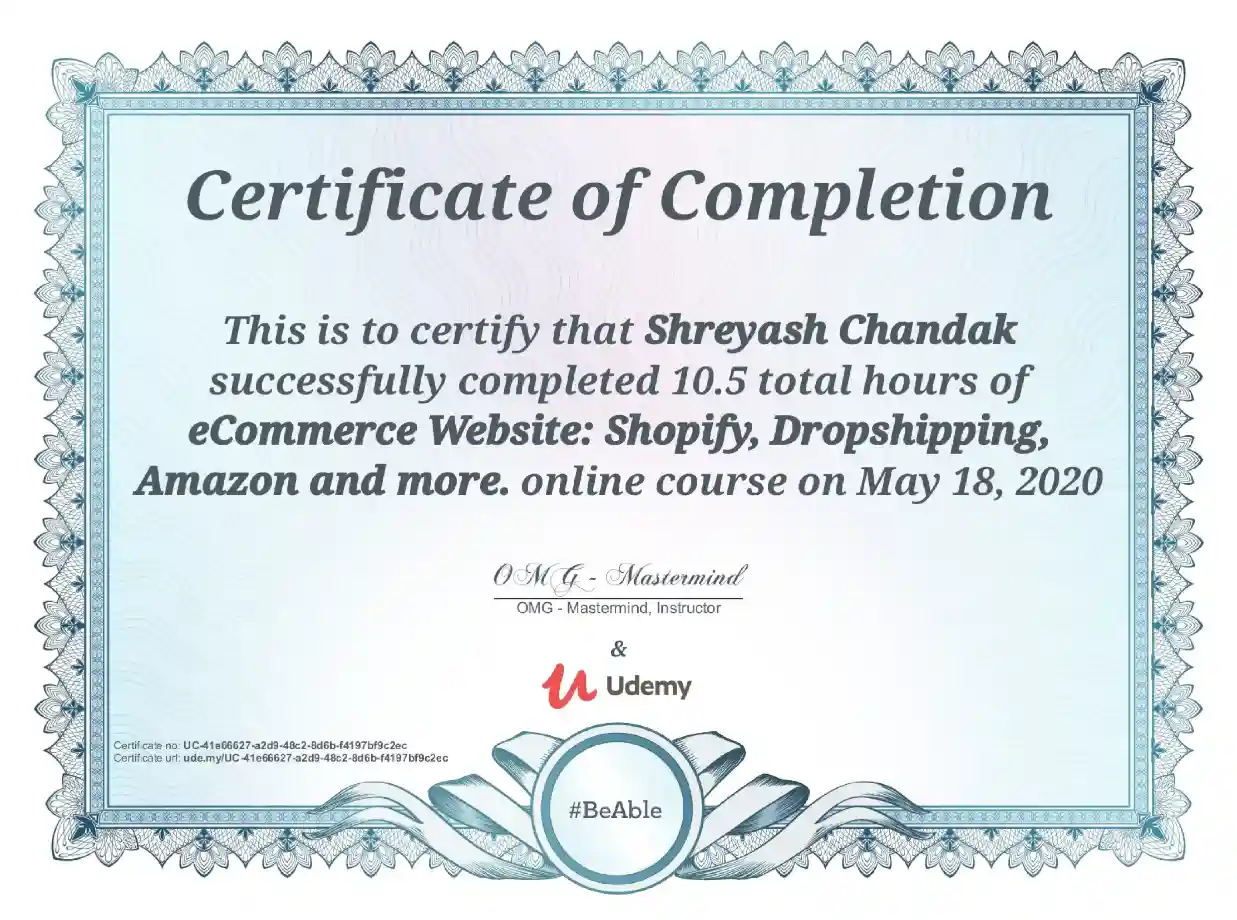 Certificate of Completion
This is to certify that Shreyash Chandak
successfully completed 10.5 total hours of
eCommerce Website: Shopify, Dropshipping,
Amazon and more. online course on May 18, 2020
OMG - Mastermind
OMG - Mastermind, Instructor
&
Udemy
Certificate no: UC-41e66627-a2d9-48c2-8d6b-f4197bf9c2ec
Certificate url: ude.my/UC-41e66627-a2d9-48c2-8d6b-f4197bf9c2ec
#BeAble